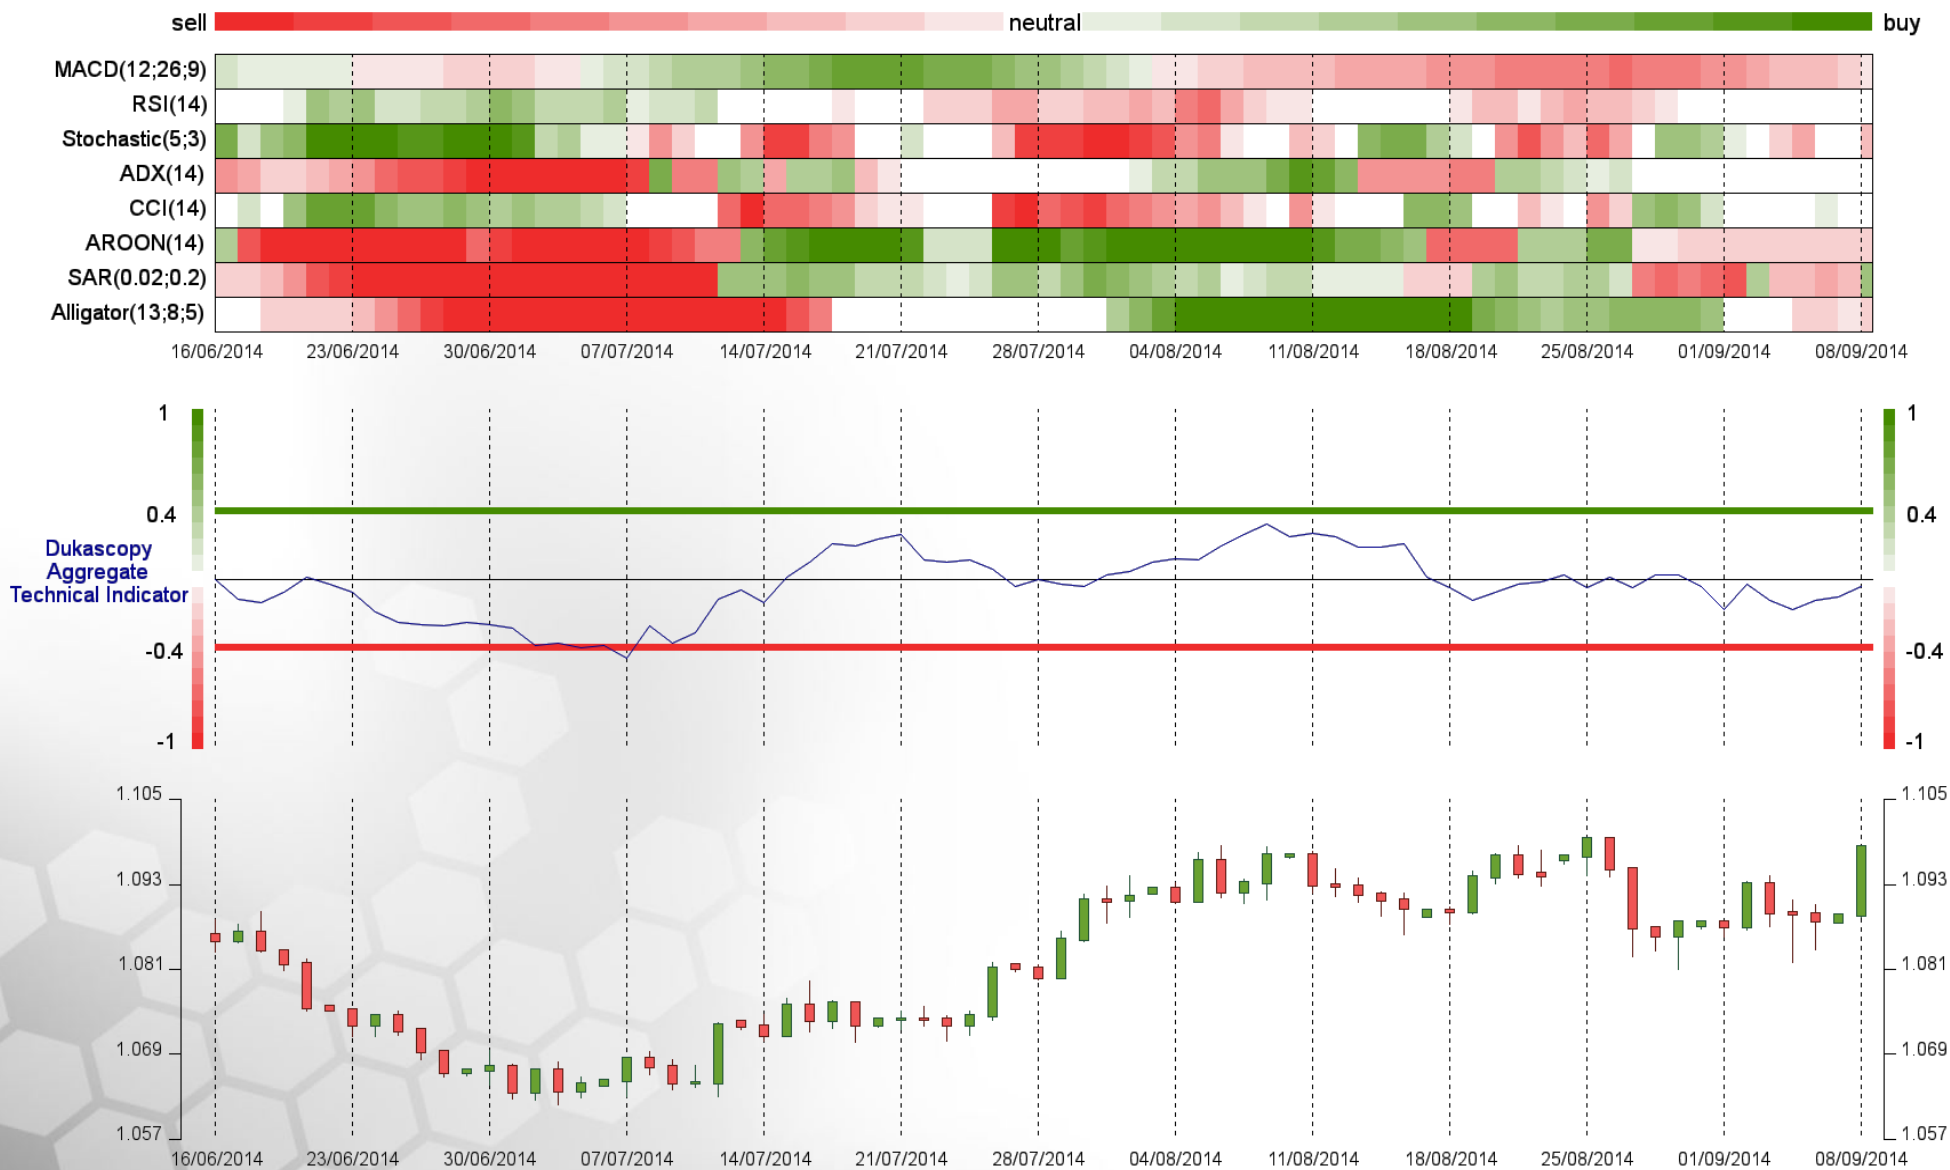 sell neutral buy
MACD(12;26;9)
RSI(14)
Stochastic(5;3)
ADX(14)
CCI(14)
AROON(14)
SAR(0.02;0.2)
Alligator(13;8;5)
16/06/2014 23/06/2014 30/06/2014 07/07/2014 14/07/2014 21/07/2014 28/07/2014 04/08/2014 11/08/2014 18/08/2014 25/08/2014 01/09/2014 08/09/2014
1 1
0.4 0.4
Dukascopy
Aggregate
Technical Indicator
-0.4 -0.4
-1 -1
1.105 1.105
1.093 1.093
1.081 1.081
1.069 1.069
1.057 1.057
16/06/2014 23/06/2014 30/06/2014 07/07/2014 14/07/2014 21/07/2014 28/07/2014 04/08/2014 11/08/2014 18/08/2014 25/08/2014 01/09/2014 08/09/2014